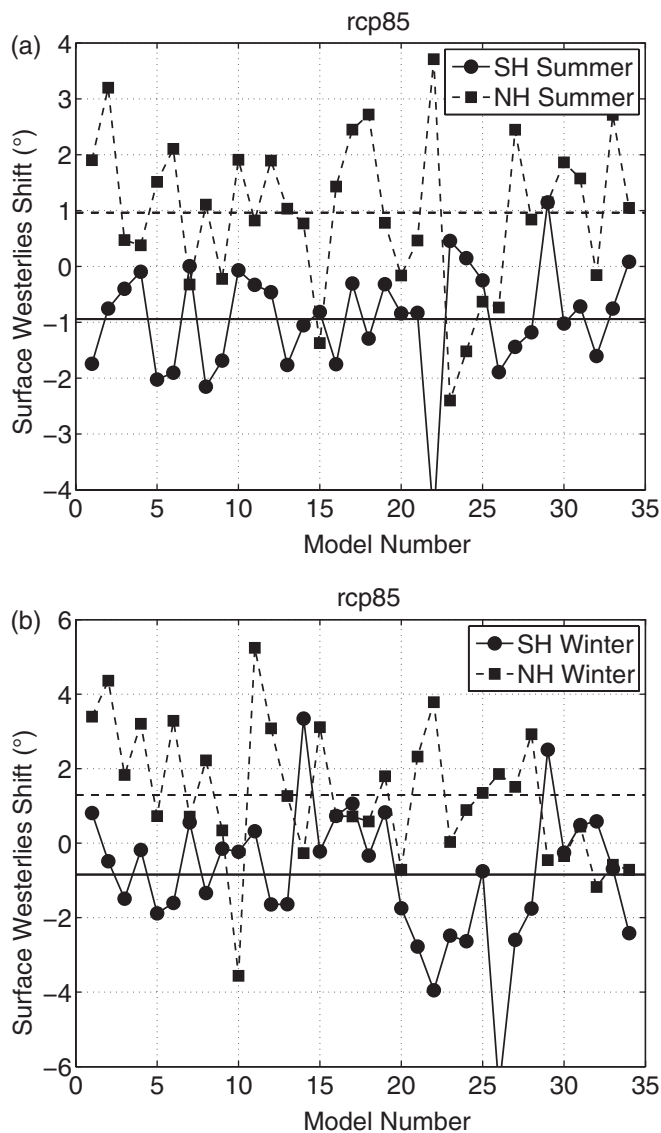 rcp85
(a)
SH Summer
NH Summer
Surface Westerlies Shift (°)
4
3
2
1
0
−1
−2
−3
−4
0 5 10 15 20 25 30 35
Model Number
rcp85
(b)
SH Winter
NH Winter
Surface Westerlies Shift (°)
6
4
2
0
−2
−4
−6
0 5 10 15 20 25 30 35
Model Number